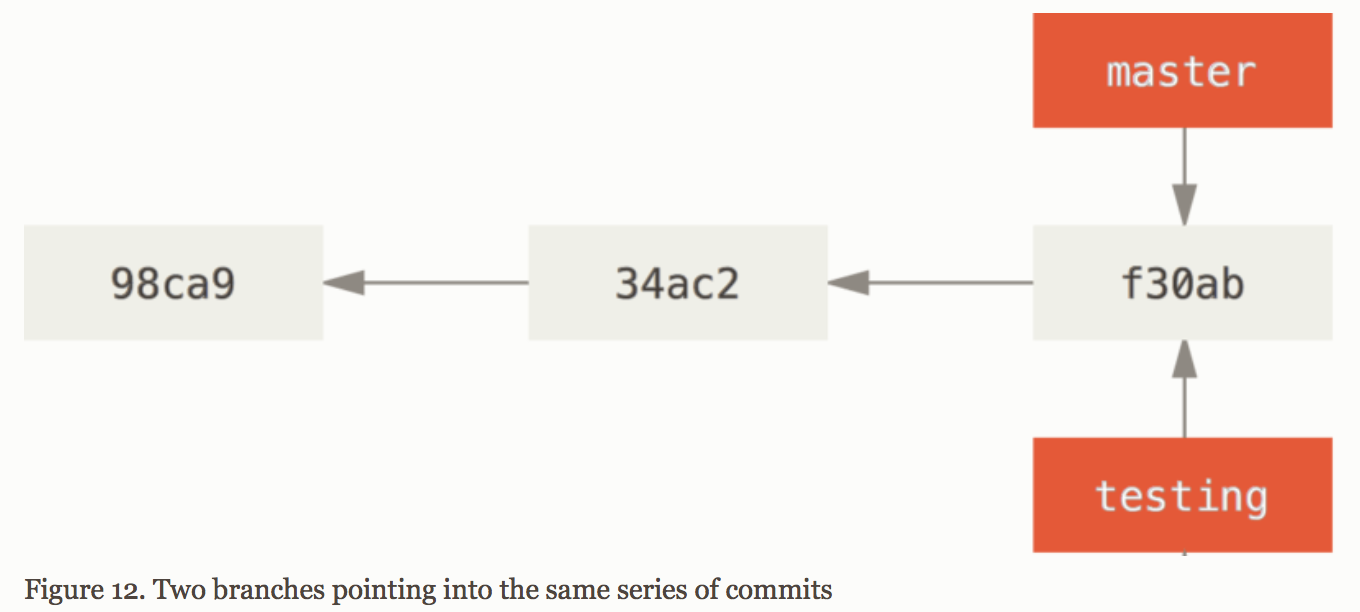 master
98ca9
34ac2
f30ab
testing
Figure 12. Two branches pointing into the same series of commits